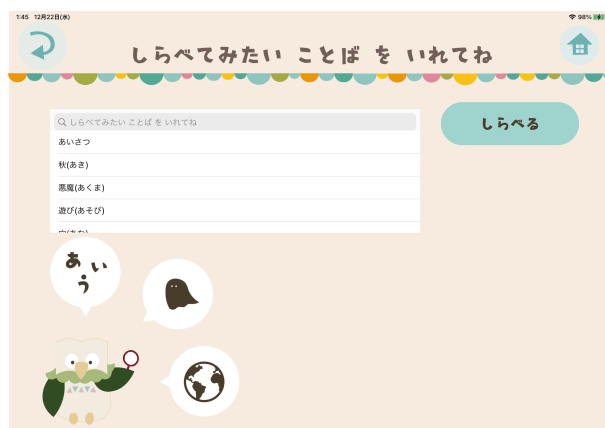 1:45 12月22日(水)
98%
しらべてみたい ことば を いれてね
しらべてみたい ことば を いれてね
しらべる
あいさつ
秋(あき)
悪魔(あくま)
遊び(あそび)
あいう